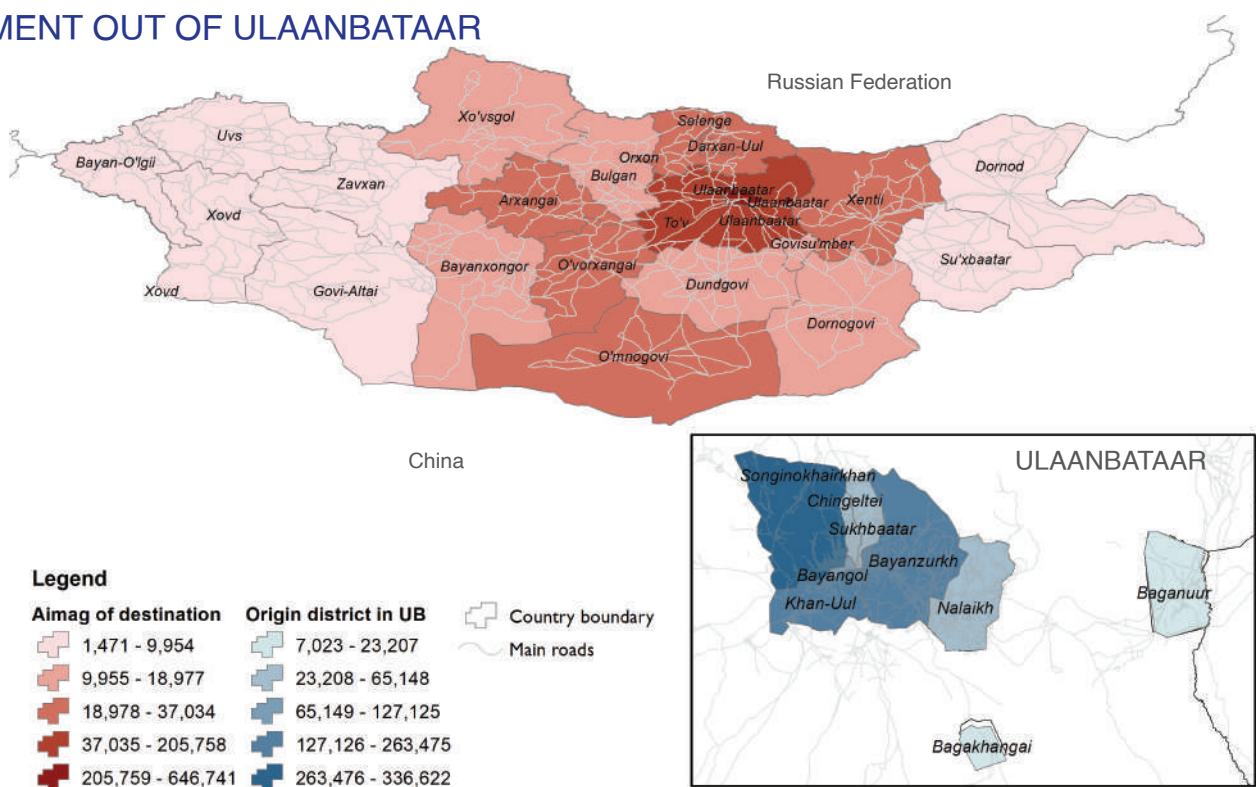 MENT OUT OF ULAANBATAAR
Russian Federation
Xo'vsgol
Selenge
Uvs
Darxan-Uul
Bayan-O'lgii
Orxon
Dornod
Bulgan
Zavxan
Ulaanbaatar
Arxangai
Ulaanbaatar
Xentii
Xovd
To'v
Ulaanbaatar
Govisu'mber
Su'xbaatar
Bayanxongor
O'vorxangai
Dundgovi
Xovd
Govi-Altai
Dornogovi
O'mnogovi
China
ULAANBATAAR
Songinokhairkhan
Chingeltei
Sukhbaatar
Bayanzurkh
Bayangol
Khan-Uul
Nalaikh
Baganuur
Bagakhangai
Legend
Aimag of destination
1,471 - 9,954
9,955 - 18,977
18,978 - 37,034
37,035 - 205,758
205,759 - 646,741
Origin district in UB
7,023 - 23,207
23,208 - 65,148
65,149 - 127,125
127,126 - 263,475
263,476 - 336,622
Country boundary
Main roads